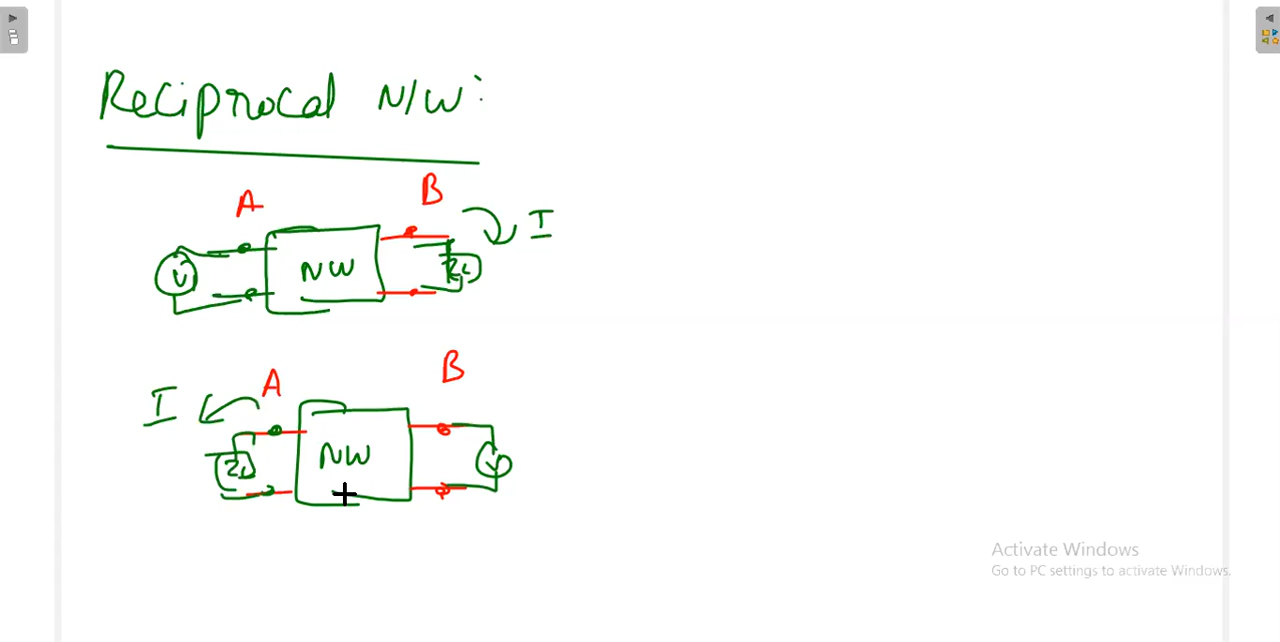 Reciprocal N/W:
A B
I
V NW ZL
A B
I
ZL NW V
Activate Windows
Go to PC settings to activate Windows.